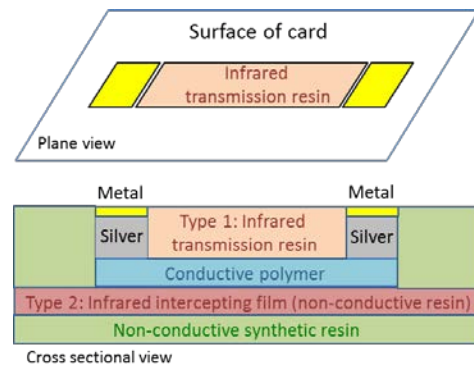 Surface of card
Infrared
transmission resin
Plane view
Metal
Metal
Silver
Type 1: Infrared
transmission resin
Silver
Conductive polymer
Type 2: Infrared intercepting film (non-conductive resin)
Non-conductive synthetic resin
Cross sectional view